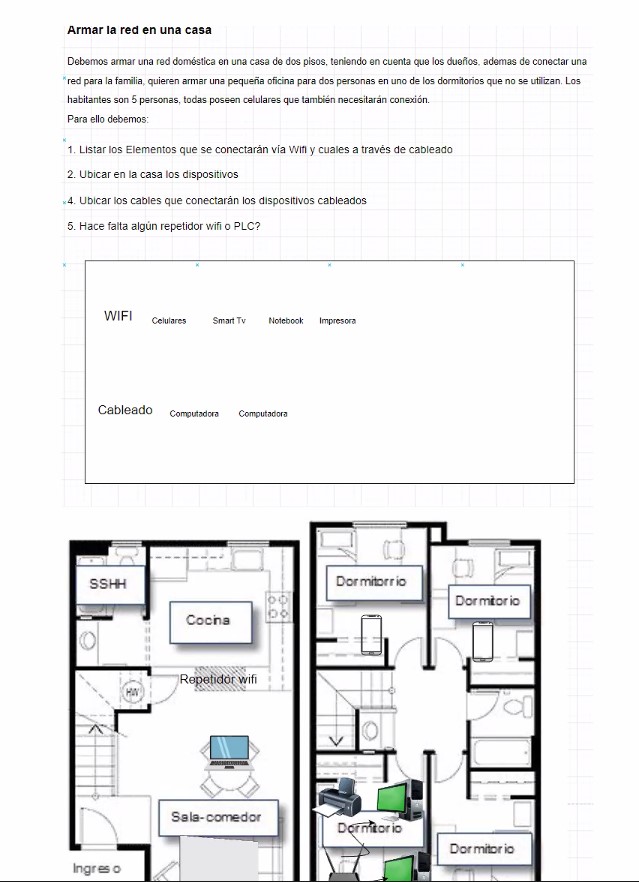 Armar la red en una casa
Debemos armar una red doméstica en una casa de dos pisos, teniendo en cuenta que los dueños, ademas de conectar una
red para la familia, quieren armar una pequeña oficina para dos personas en uno de los dormitorios que no se utilizan. Los
habitantes son 5 personas, todas poseen celulares que también necesitarán conexión.
Para ello debemos:
1. Listar los Elementos que se conectarán vía Wifi y cuales a través de cableado
2. Ubicar en la casa los dispositivos
4. Ubicar los cables que conectarán los dispositivos cableados
5. Hace falta algún repetidor wifi o PLC?
WIFI Celulares Smart Tv Notebook Impresora
Cableado Computadora Computadora
SSHH
Cocina
Repetidor wifi
HW
Sala-comedor
Ingreso
Dormitorrio
Dormitorio
Dormitorio
Dormitorio